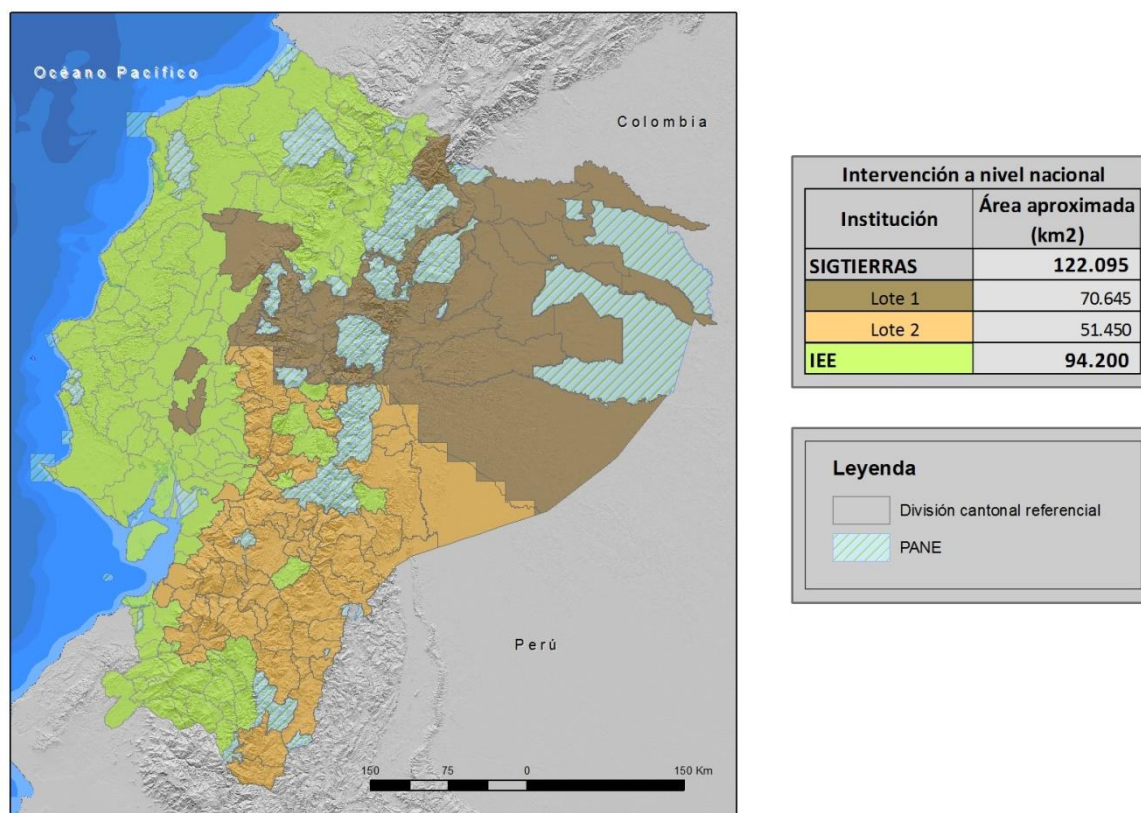 Océano Pacífico
Colombia
Perú
150 75 0 150 Km
Intervención a nivel nacional
Institución Área aproximada (km2)
SIGTIERRAS 122.095
Lote 1 70.645
Lote 2 51.450
IEE 94.200
Leyenda
División cantonal referencial
PANE